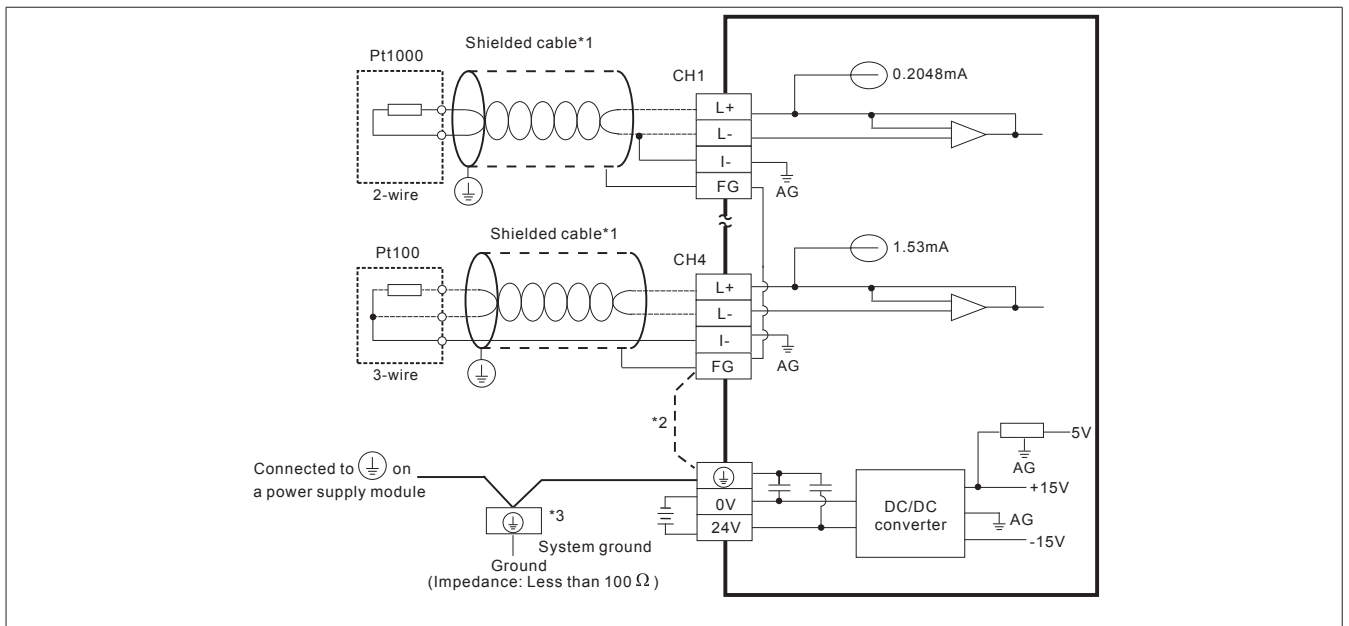 Shielded cable*1
Pt1000
CH1
0.2048mA
L+
L-
I-
AG
FG
2-wire
Shielded cable*1
Pt100
CH4
1.53mA
L+
L-
I-
AG
FG
3-wire
*2
5V
AG
Connected to ⏚ on
a power supply module
+15V
0V
DC/DC
converter
*3
AG
24V
System ground
-15V
Ground
(Impedance: Less than 100 Ω )